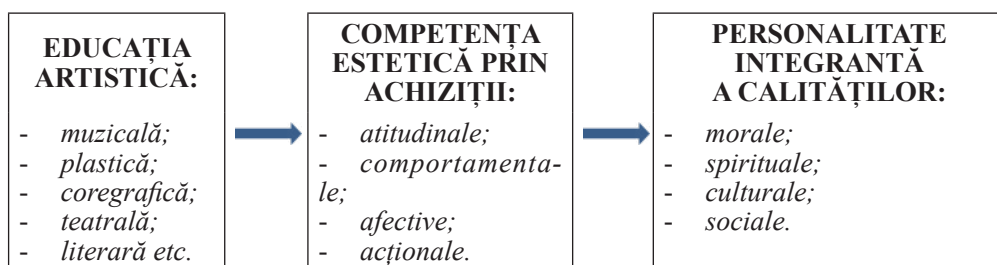 EDUCAȚIA
ARTISTICĂ:
- muzicală;
- plastică;
- coregrafică;
- teatrală;
- literară etc.
COMPETENȚA
ESTETICĂ PRIN
ACHIZIȚII:
- atitudinale;
- comportamenta-
le;
- afective;
- acționale.
PERSONALITATE
INTEGRANTĂ
A CALITĂȚILOR:
- morale;
- spirituale;
- culturale;
- sociale.